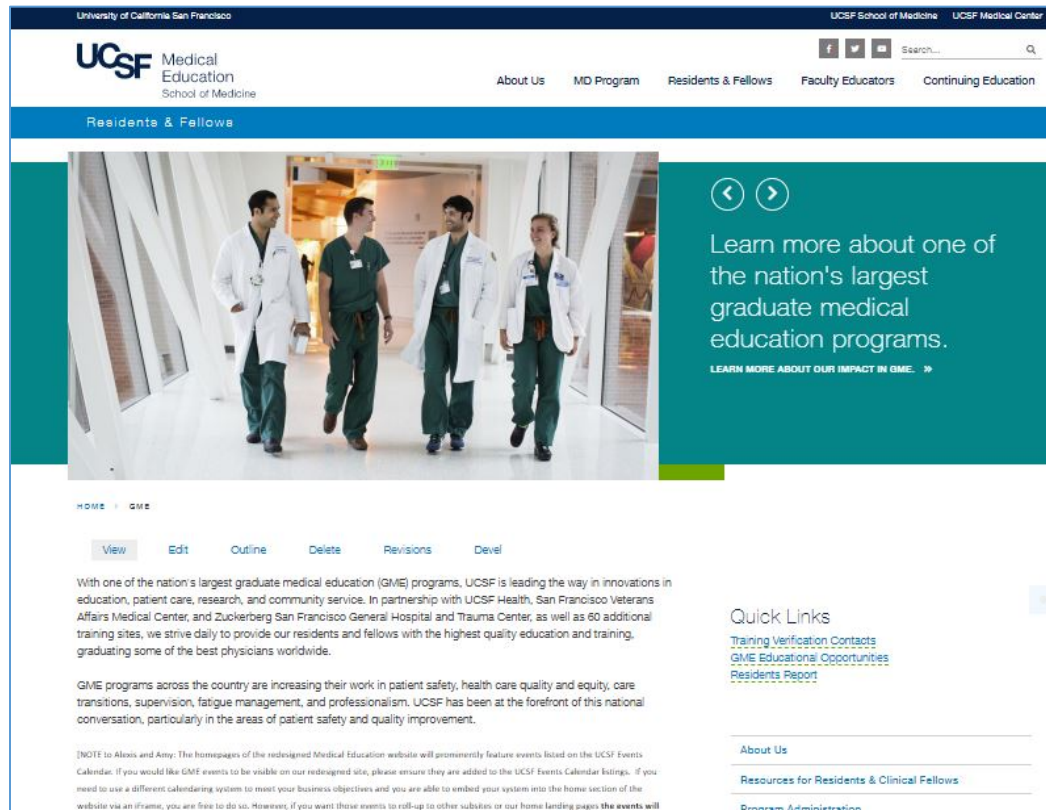 University of California San Francisco
UCSF School of Medicine UCSF Medical Center
UCSF Medical
Education
School of Medicine
Search...
About Us MD Program Residents & Fellows Faculty Educators Continuing Education
Residents & Fellows
Learn more about one of
the nation's largest
graduate medical
education programs.
LEARN MORE ABOUT OUR IMPACT IN GME. »
HOME › GME
View Edit Outline Delete Revisions Devel
With one of the nation's largest graduate medical education (GME) programs, UCSF is leading the way in innovations in
education, patient care, research, and community service. In partnership with UCSF Health, San Francisco Veterans
Affairs Medical Center, and Zuckerberg San Francisco General Hospital and Trauma Center, as well as 60 additional
training sites, we strive daily to provide our residents and fellows with the highest quality education and training,
graduating some of the best physicians worldwide.
GME programs across the country are increasing their work in patient safety, health care quality and equity, care
transitions, supervision, fatigue management, and professionalism. UCSF has been at the forefront of this national
conversation, particularly in the areas of patient safety and quality improvement.
[NOTE to Alexis and Amy: The homepages of the redesigned Medical Education website will prominently feature events listed on the UCSF Events
Calendar. If you would like GME events to be visible on our redesigned site, please ensure they are added to the UCSF Events Calendar listings. If you
need to use a different calendaring system to meet your business objectives and you are able to embed your system into the home section of the
website via an iframe, you are free to do so. However, if you want those events to roll-up to other subsites or our home landing pages the events will
Quick Links
Training Verification Contacts
GME Educational Opportunities
Residents Report
About Us
Resources for Residents & Clinical Fellows
Program Administration